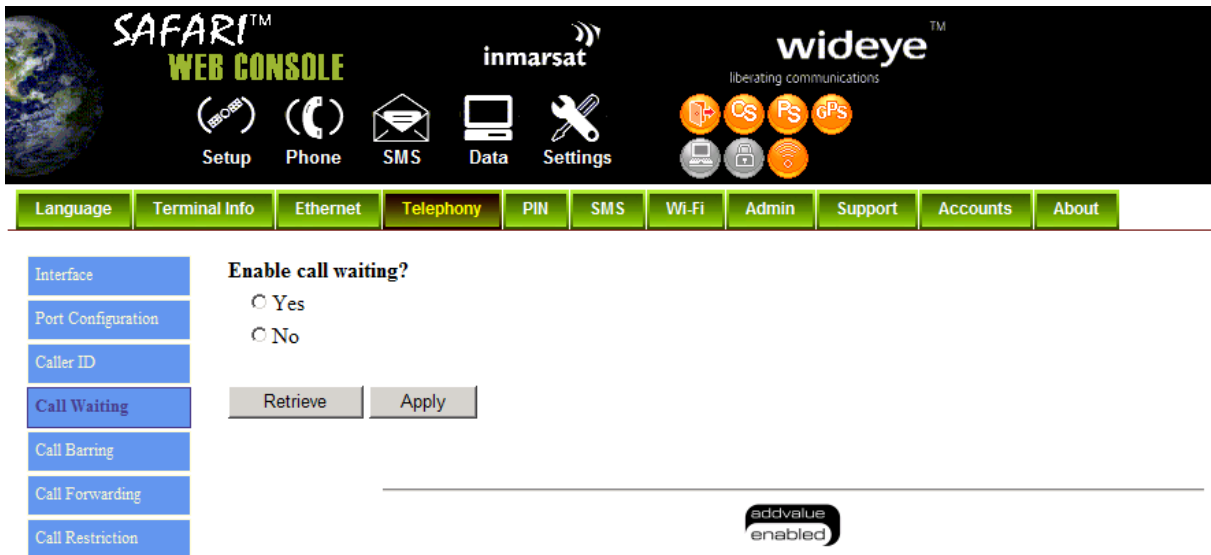 SAFARI™
WEB CONSOLE
inmarsat
wideye™
liberating communications
Setup Phone SMS Data Settings
CS PS GPS
Language Terminal Info Ethernet Telephony PIN SMS Wi-Fi Admin Support Accounts About
Interface
Port Configuration
Caller ID
Call Waiting
Call Barring
Call Forwarding
Call Restriction
Enable call waiting?
Yes
No
Retrieve Apply
addvalue
enabled